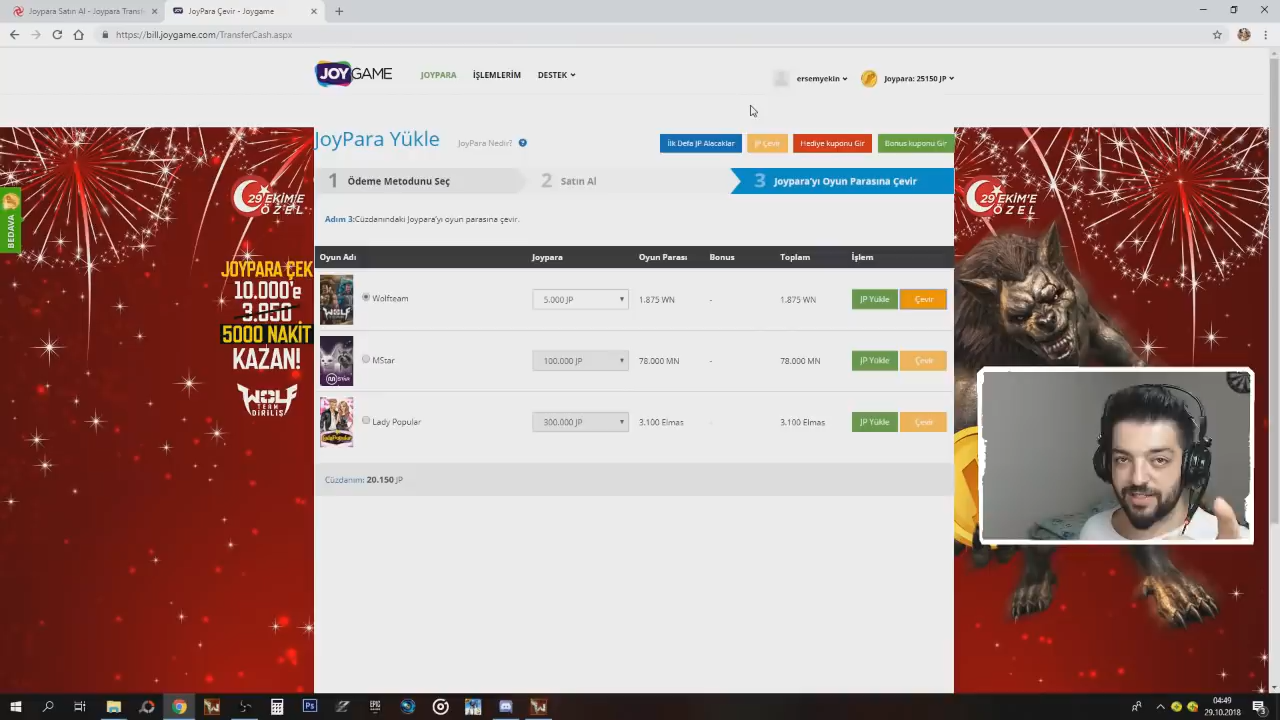 Joypara Satın Al - Joypara Trans
Joypara Çevir - Joygame
https://bill.joygame.com/TransferCash.aspx
JOYGAME
JOYPARA
İŞLEMLERİM
DESTEK
ersemyekin
Joypara: 25150 JP
JoyPara Yükle
JoyPara Nedir?
İlk Defa JP Alacaklar
JP Çevir
Hediye kuponu Gir
Bonus kuponu Gir
1 Ödeme Metodunu Seç
2 Satın Al
3 Joypara'yı Oyun Parasına Çevir
Adım 3:Cüzdanındaki Joypara'yı oyun parasına çevir.
Oyun Adı
Joypara
Oyun Parası
Bonus
Toplam
İşlem
Wolfteam
5.000 JP
1.875 WN
-
1.875 WN
JP Yükle
Çevir
MStar
100.000 JP
78.000 MN
-
78.000 MN
JP Yükle
Çevir
Lady Popular
300.000 JP
3.100 Elmas
-
3.100 Elmas
JP Yükle
Çevir
Cüzdanım: 20.150 JP
BEDAVA
29 EKİM'E
ÖZEL
JOYPARA ÇEK
10.000'e
3.850
5000 NAKİT
KAZAN!
WOLF
TEAM
DİRİLİŞ
29 EKİM'E
ÖZEL
04:49
29.10.2018